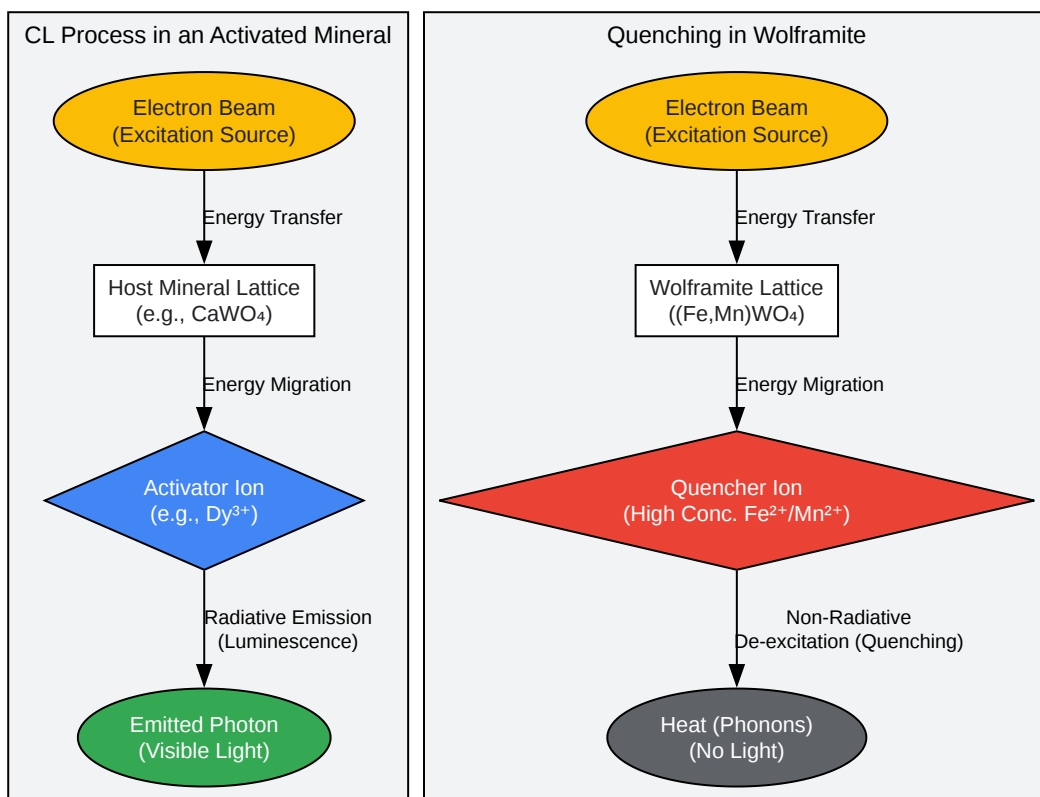 CL Process in an Activated Mineral
Electron Beam
(Excitation Source)
Energy Transfer
Host Mineral Lattice
(e.g., CaWO₄)
Energy Migration
Activator Ion
(e.g., Dy³⁺)
Radiative Emission
(Luminescence)
Emitted Photon
(Visible Light)
Quenching in Wolframite
Electron Beam
(Excitation Source)
Energy Transfer
Wolframite Lattice
((Fe,Mn)WO₄)
Energy Migration
Quencher Ion
(High Conc. Fe²⁺/Mn²⁺)
Non-Radiative
De-excitation (Quenching)
Heat (Phonons)
(No Light)